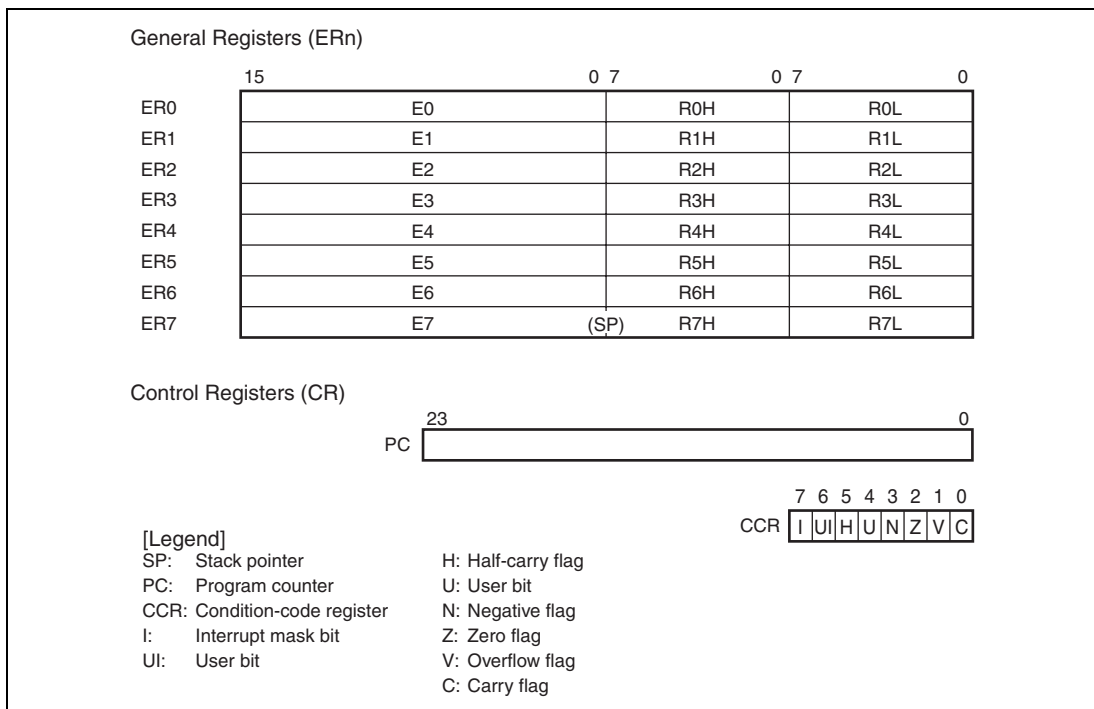 General Registers (ERn)
15 0 7 0 7 0
ER0 E0 R0H R0L
ER1 E1 R1H R1L
ER2 E2 R2H R2L
ER3 E3 R3H R3L
ER4 E4 R4H R4L
ER5 E5 R5H R5L
ER6 E6 R6H R6L
ER7 E7 (SP) R7H R7L
Control Registers (CR)
23 0
PC
7 6 5 4 3 2 1 0
CCR I UI H U N Z V C
[Legend]
SP: Stack pointer
PC: Program counter
CCR: Condition-code register
I: Interrupt mask bit
UI: User bit
H: Half-carry flag
U: User bit
N: Negative flag
Z: Zero flag
V: Overflow flag
C: Carry flag